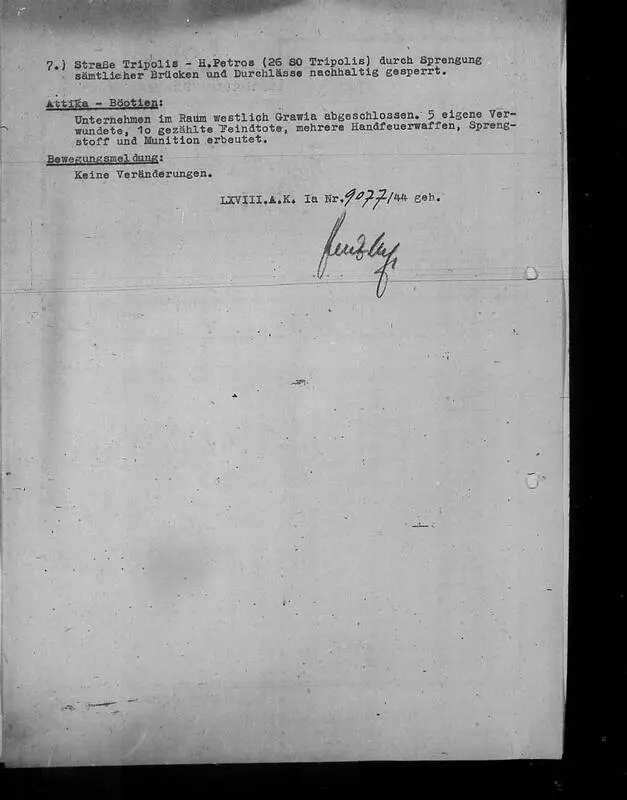 7.) Straße Tripolis - H.Petros (26 SO Tripolis) durch Sprengung
sämtlicher Brücken und Durchlässe nachhaltig gesperrt.
Attika - Böotien:
Unternehmen im Raum westlich Grawia abgeschlossen. 5 eigene Ver-
wundete, 1o gezählte Feindtote, mehrere Handfeuerwaffen, Spreng-
stoff und Munition erbeutet.
Bewegungsmeldung:
Keine Veränderungen.
LXVIII.A.K. Ia Nr.9077/44 geh.